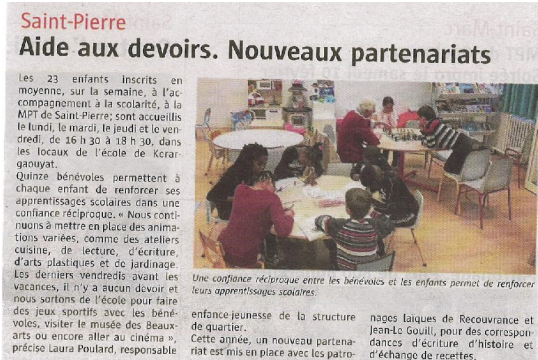 Saint-Pierre
Aide aux devoirs. Nouveaux partenariats
Les 23 enfants inscrits en
moyenne, sur la semaine, à l'ac-
compagnement à la scolarité, à la
MPT de Saint-Pierre; sont accueillis
le lundi, le mardi, le jeudi et le ven-
dredi, de 16 h 30 à 18 h 30, dans
les locaux de l'école de Kerar-
gaouyat.
Quinze bénévoles permettent à
chaque enfant de renforcer ses
apprentissages scolaires dans une
confiance réciproque. « Nous conti-
nuons à mettre en place des anima-
tions variées, comme des ateliers
cuisine, de lecture, d'écriture,
d'arts plastiques et de jardinage.
Les derniers vendredis avant les
vacances, il n'y a aucun devoir et
nous sortons de l'école pour faire
des jeux sportifs avec les béné-
voles, visiter le musée des Beaux-
arts ou encore aller au cinéma »,
précise Laura Poulard, responsable
Une confiance réciproque entre les bénévoles et les enfants permet de renforcer
leurs apprentissages scolaires.
enfance jeunesse de la structure
de quartier.
Cette année, un nouveau partena-
riat est mis en place avec les patro-
nages laïques de Recouvrance et
Jean-Le Gouill, pour des correspon-
dances d'écriture d'histoire et
d'échange de recettes.